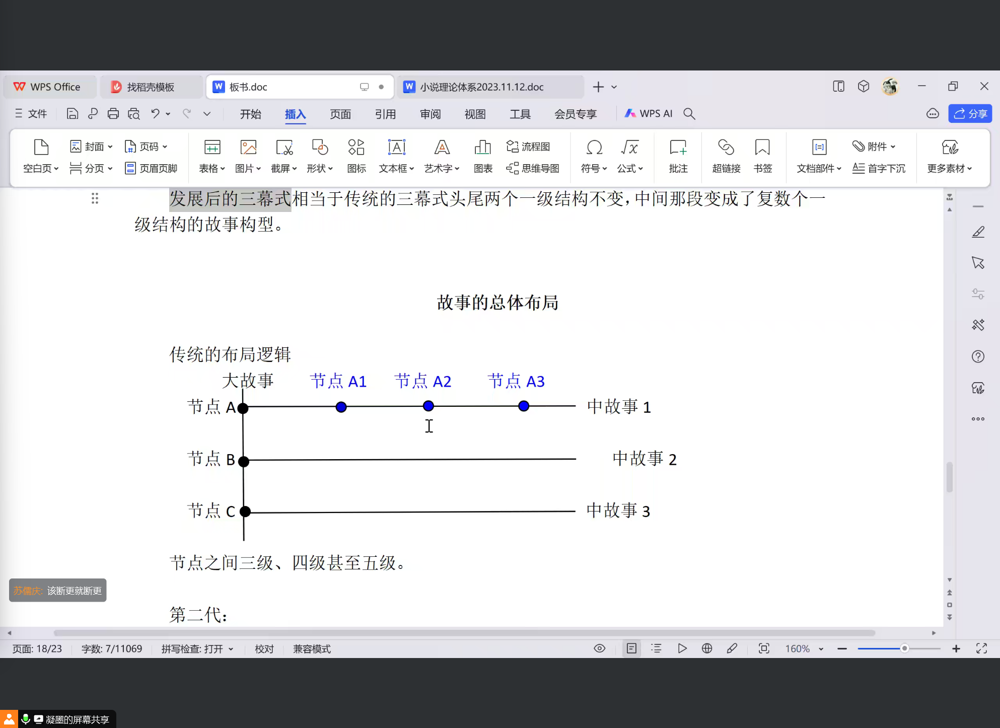 WPS Office
找稻壳模板
板书.doc
小说理论体系2023.11.12.doc
文件
开始
插入
页面
引用
审阅
视图
工具
会员专享
WPS AI
分享
空白页
封面
页码
分页
页眉页脚
表格
图片
截屏
形状
图标
文本框
艺术字
图表
流程图
思维导图
符号
公式
批注
超链接
书签
文档部件
附件
首字下沉
更多素材
发展后的三幕式相当于传统的三幕式头尾两个一级结构不变，中间那段变成了复数个一
级结构的故事构型。
故事的总体布局
传统的布局逻辑
大故事 节点 A1 节点 A2 节点 A3
节点 A 中故事 1
节点 B 中故事 2
节点 C 中故事 3
节点之间三级、四级甚至五级。
苏儒庆: 该断更就断更
第二代：
页面: 18/23 字数: 7/11069 拼写检查: 打开 校对 兼容模式 160%
凝墨的屏幕共享